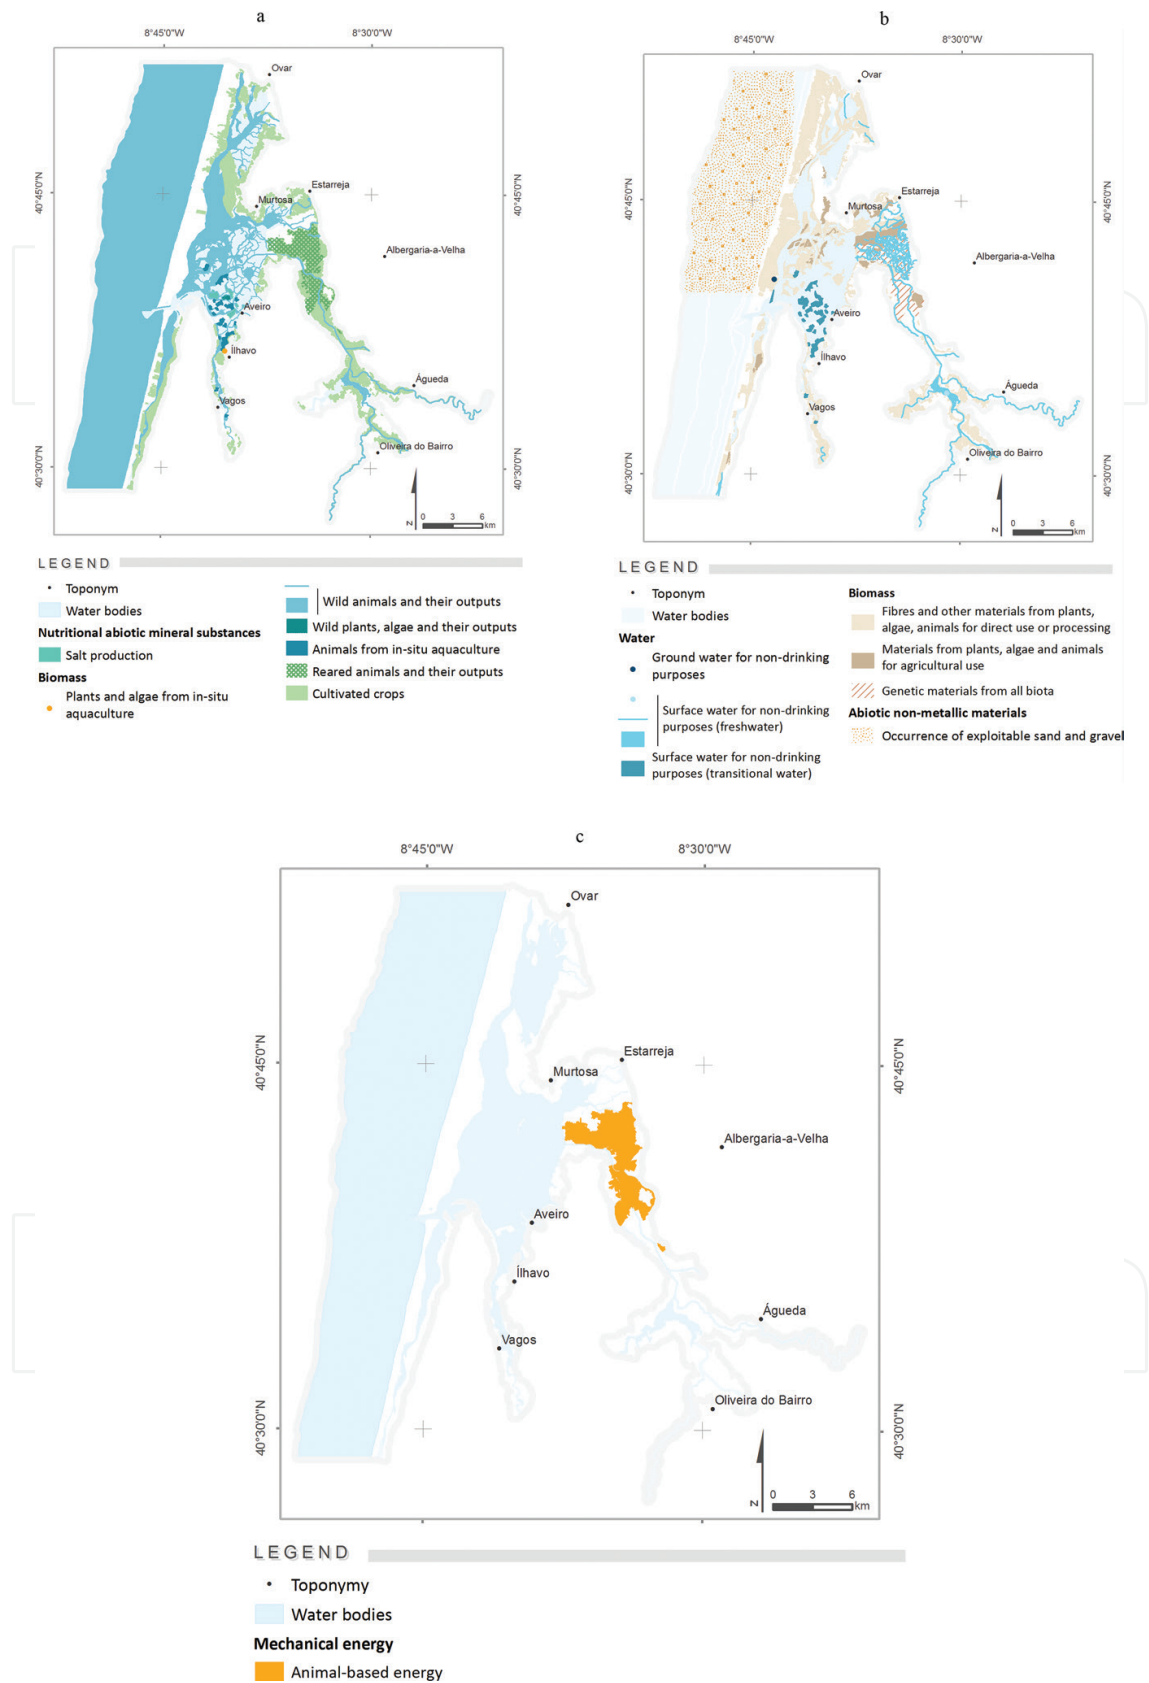 a
8°45'0"W 8°30'0"W
40°45'0"N
40°30'0"N
40°45'0"N
40°30'0"N
Ovar
Estarreja
Murtosa
Albergaria-a-Velha
Aveiro
Ílhavo
Águeda
Vagos
Oliveira do Bairro
N
0 3 6
km
LEGEND
Toponym
Water bodies
Nutritional abiotic mineral substances
Salt production
Biomass
Plants and algae from in-situ
aquaculture
Wild animals and their outputs
Wild plants, algae and their outputs
Animals from in-situ aquaculture
Reared animals and their outputs
Cultivated crops
b
8°45'0"W 8°30'0"W
40°45'0"N
40°30'0"N
40°45'0"N
40°30'0"N
Ovar
Estarreja
Murtosa
Albergaria-a-Velha
Aveiro
Ílhavo
Águeda
Vagos
Oliveira do Bairro
N
0 3 6
km
LEGEND
Toponym
Water bodies
Water
Ground water for non-drinking
purposes
Surface water for non-drinking
purposes (freshwater)
Surface water for non-drinking
purposes (transitional water)
Biomass
Fibres and other materials from plants,
algae, animals for direct use or processing
Materials from plants, algae and animals
for agricultural use
Genetic materials from all biota
Abiotic non-metallic materials
Occurrence of exploitable sand and gravel
c
8°45'0"W 8°30'0"W
40°45'0"N
40°30'0"N
40°45'0"N
40°30'0"N
Ovar
Estarreja
Murtosa
Albergaria-a-Velha
Aveiro
Ílhavo
Águeda
Vagos
Oliveira do Bairro
N
0 3 6
km
LEGEND
Toponymy
Water bodies
Mechanical energy
Animal-based energy